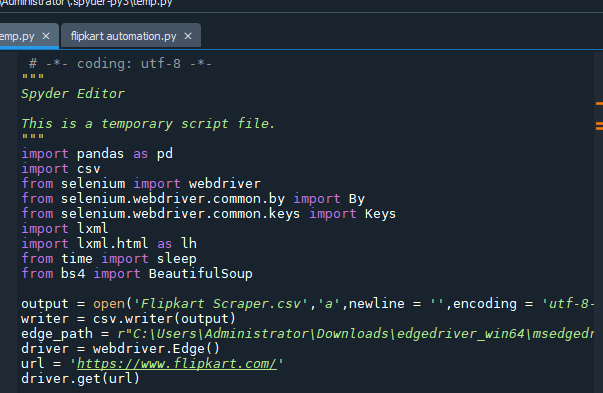 \Administrator\.spyder-py3\temp.py
emp.py × flipkart automation.py ×
# -*- coding: utf-8 -*-
"""
Spyder Editor
This is a temporary script file.
"""
import pandas as pd
import csv
from selenium import webdriver
from selenium.webdriver.common.by import By
from selenium.webdriver.common.keys import Keys
import lxml
import lxml.html as lh
from time import sleep
from bs4 import BeautifulSoup
output = open('Flipkart Scraper.csv','a',newline = '',encoding = 'utf-8-
writer = csv.writer(output)
edge_path = r"C:\Users\Administrator\Downloads\edgedriver_win64\msedgedr
driver = webdriver.Edge()
url = 'https://www.flipkart.com/'
driver.get(url)